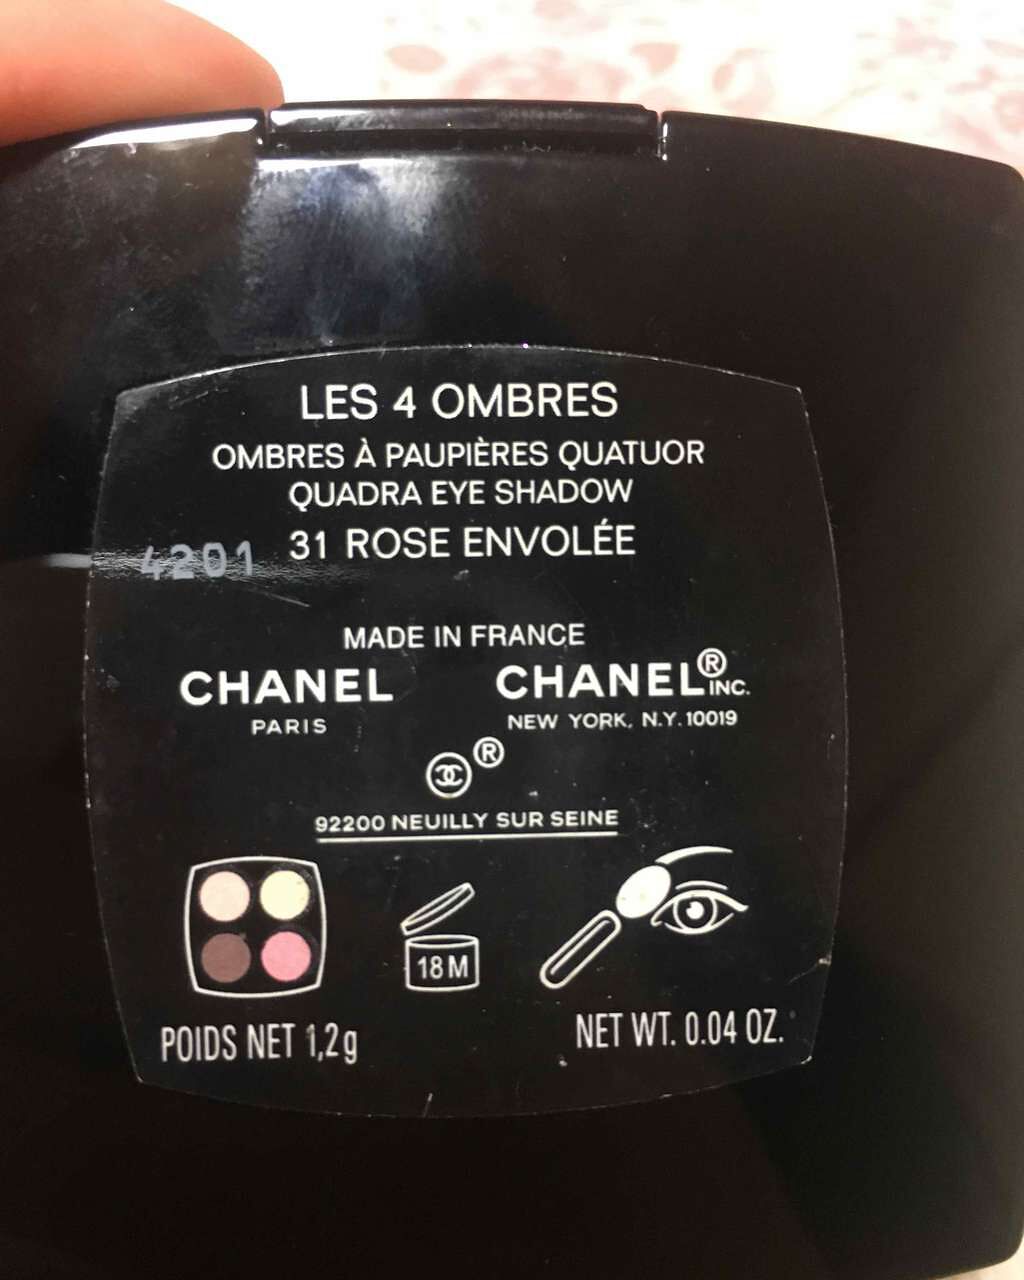 LES 4 OMBRES
OMBRES À PAUPIÈRES QUATUOR
QUADRA EYE SHADOW
31 ROSE ENVOLÉE
4201
MADE IN FRANCE
CHANEL
PARIS
CHANEL® INC.
NEW YORK, N.Y. 10019
®
92200 NEUILLY SUR SEINE
18 M
POIDS NET 1,2g
NET WT. 0.04 OZ.